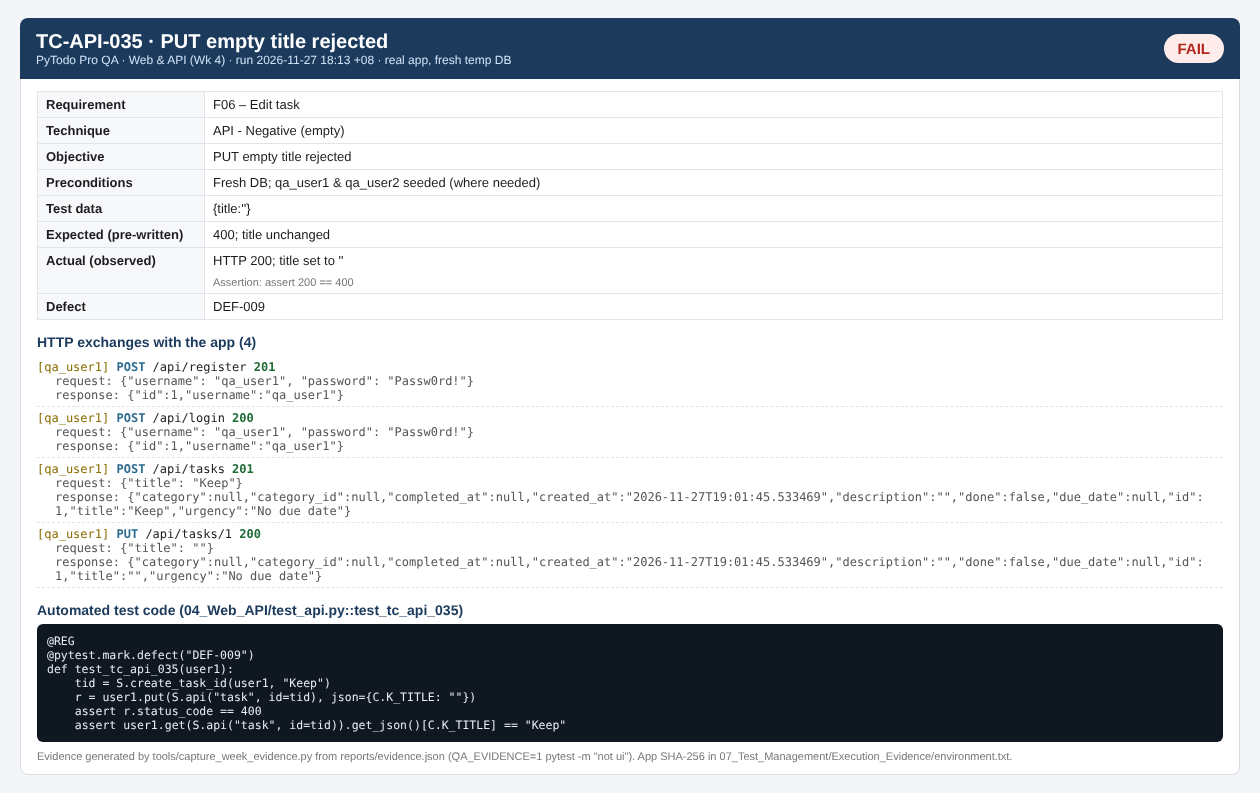 TC-API-035 · PUT empty title rejected
PyTodo Pro QA · Web & API (Wk 4) · run 2026-11-27 18:13 +08 · real app, fresh temp DB
FAIL
Requirement F06 – Edit task
Technique API - Negative (empty)
Objective PUT empty title rejected
Preconditions Fresh DB; qa_user1 & qa_user2 seeded (where needed)
Test data {title:''}
Expected (pre-written) 400; title unchanged
Actual (observed) HTTP 200; title set to ''
Assertion: assert 200 == 400
Defect DEF-009
HTTP exchanges with the app (4)
[qa_user1] POST /api/register 201
request: {"username": "qa_user1", "password": "Passw0rd!"}
response: {"id":1,"username":"qa_user1"}
[qa_user1] POST /api/login 200
request: {"username": "qa_user1", "password": "Passw0rd!"}
response: {"id":1,"username":"qa_user1"}
[qa_user1] POST /api/tasks 201
request: {"title": "Keep"}
response: {"category":null,"category_id":null,"completed_at":null,"created_at":"2026-11-27T19:01:45.533469","description":"","done":false,"due_date":null,"id":
1,"title":"Keep","urgency":"No due date"}
[qa_user1] PUT /api/tasks/1 200
request: {"title": ""}
response: {"category":null,"category_id":null,"completed_at":null,"created_at":"2026-11-27T19:01:45.533469","description":"","done":false,"due_date":null,"id":
1,"title":"","urgency":"No due date"}
Automated test code (04_Web_API/test_api.py::test_tc_api_035)
@REG
@pytest.mark.defect("DEF-009")
def test_tc_api_035(user1):
    tid = S.create_task_id(user1, "Keep")
    r = user1.put(S.api("task", id=tid), json={C.K_TITLE: ""})
    assert r.status_code == 400
    assert user1.get(S.api("task", id=tid)).get_json()[C.K_TITLE] == "Keep"
Evidence generated by tools/capture_week_evidence.py from reports/evidence.json (QA_EVIDENCE=1 pytest -m "not ui"). App SHA-256 in 07_Test_Management/Execution_Evidence/environment.txt.